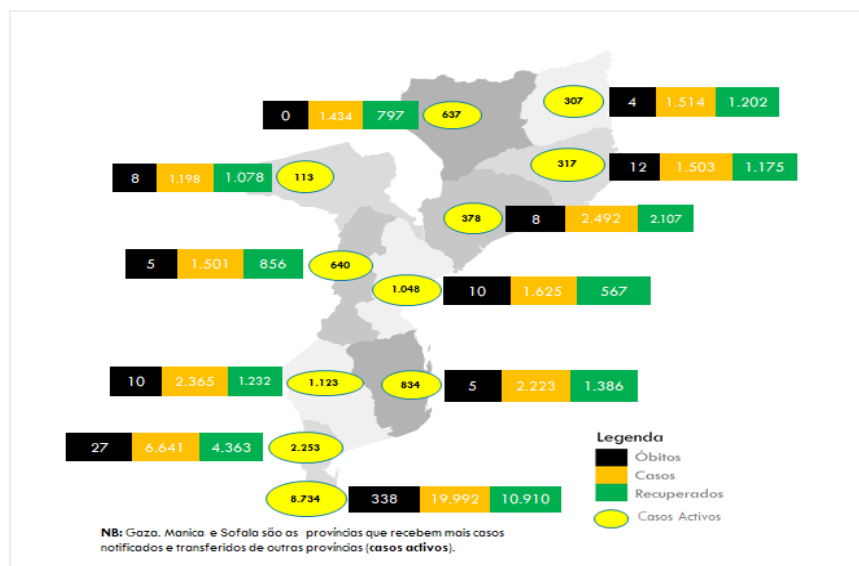 307 4 1.514 1.202
0 1.434 797 637
317 12 1.503 1.175
8 1.198 1.078 113
378 8 2.492 2.107
5 1.501 856 640
1.048 10 1.625 567
10 2.365 1.232 1.123
834 5 2.223 1.386
27 6.641 4.363 2.253
8.734 338 19.992 10.910
Legenda
Óbitos
Casos
Recuperados
Casos Activos
NB: Gaza. Manica e Sofala são as províncias que recebem mais casos
notificados e transferidos de outras províncias (casos activos).